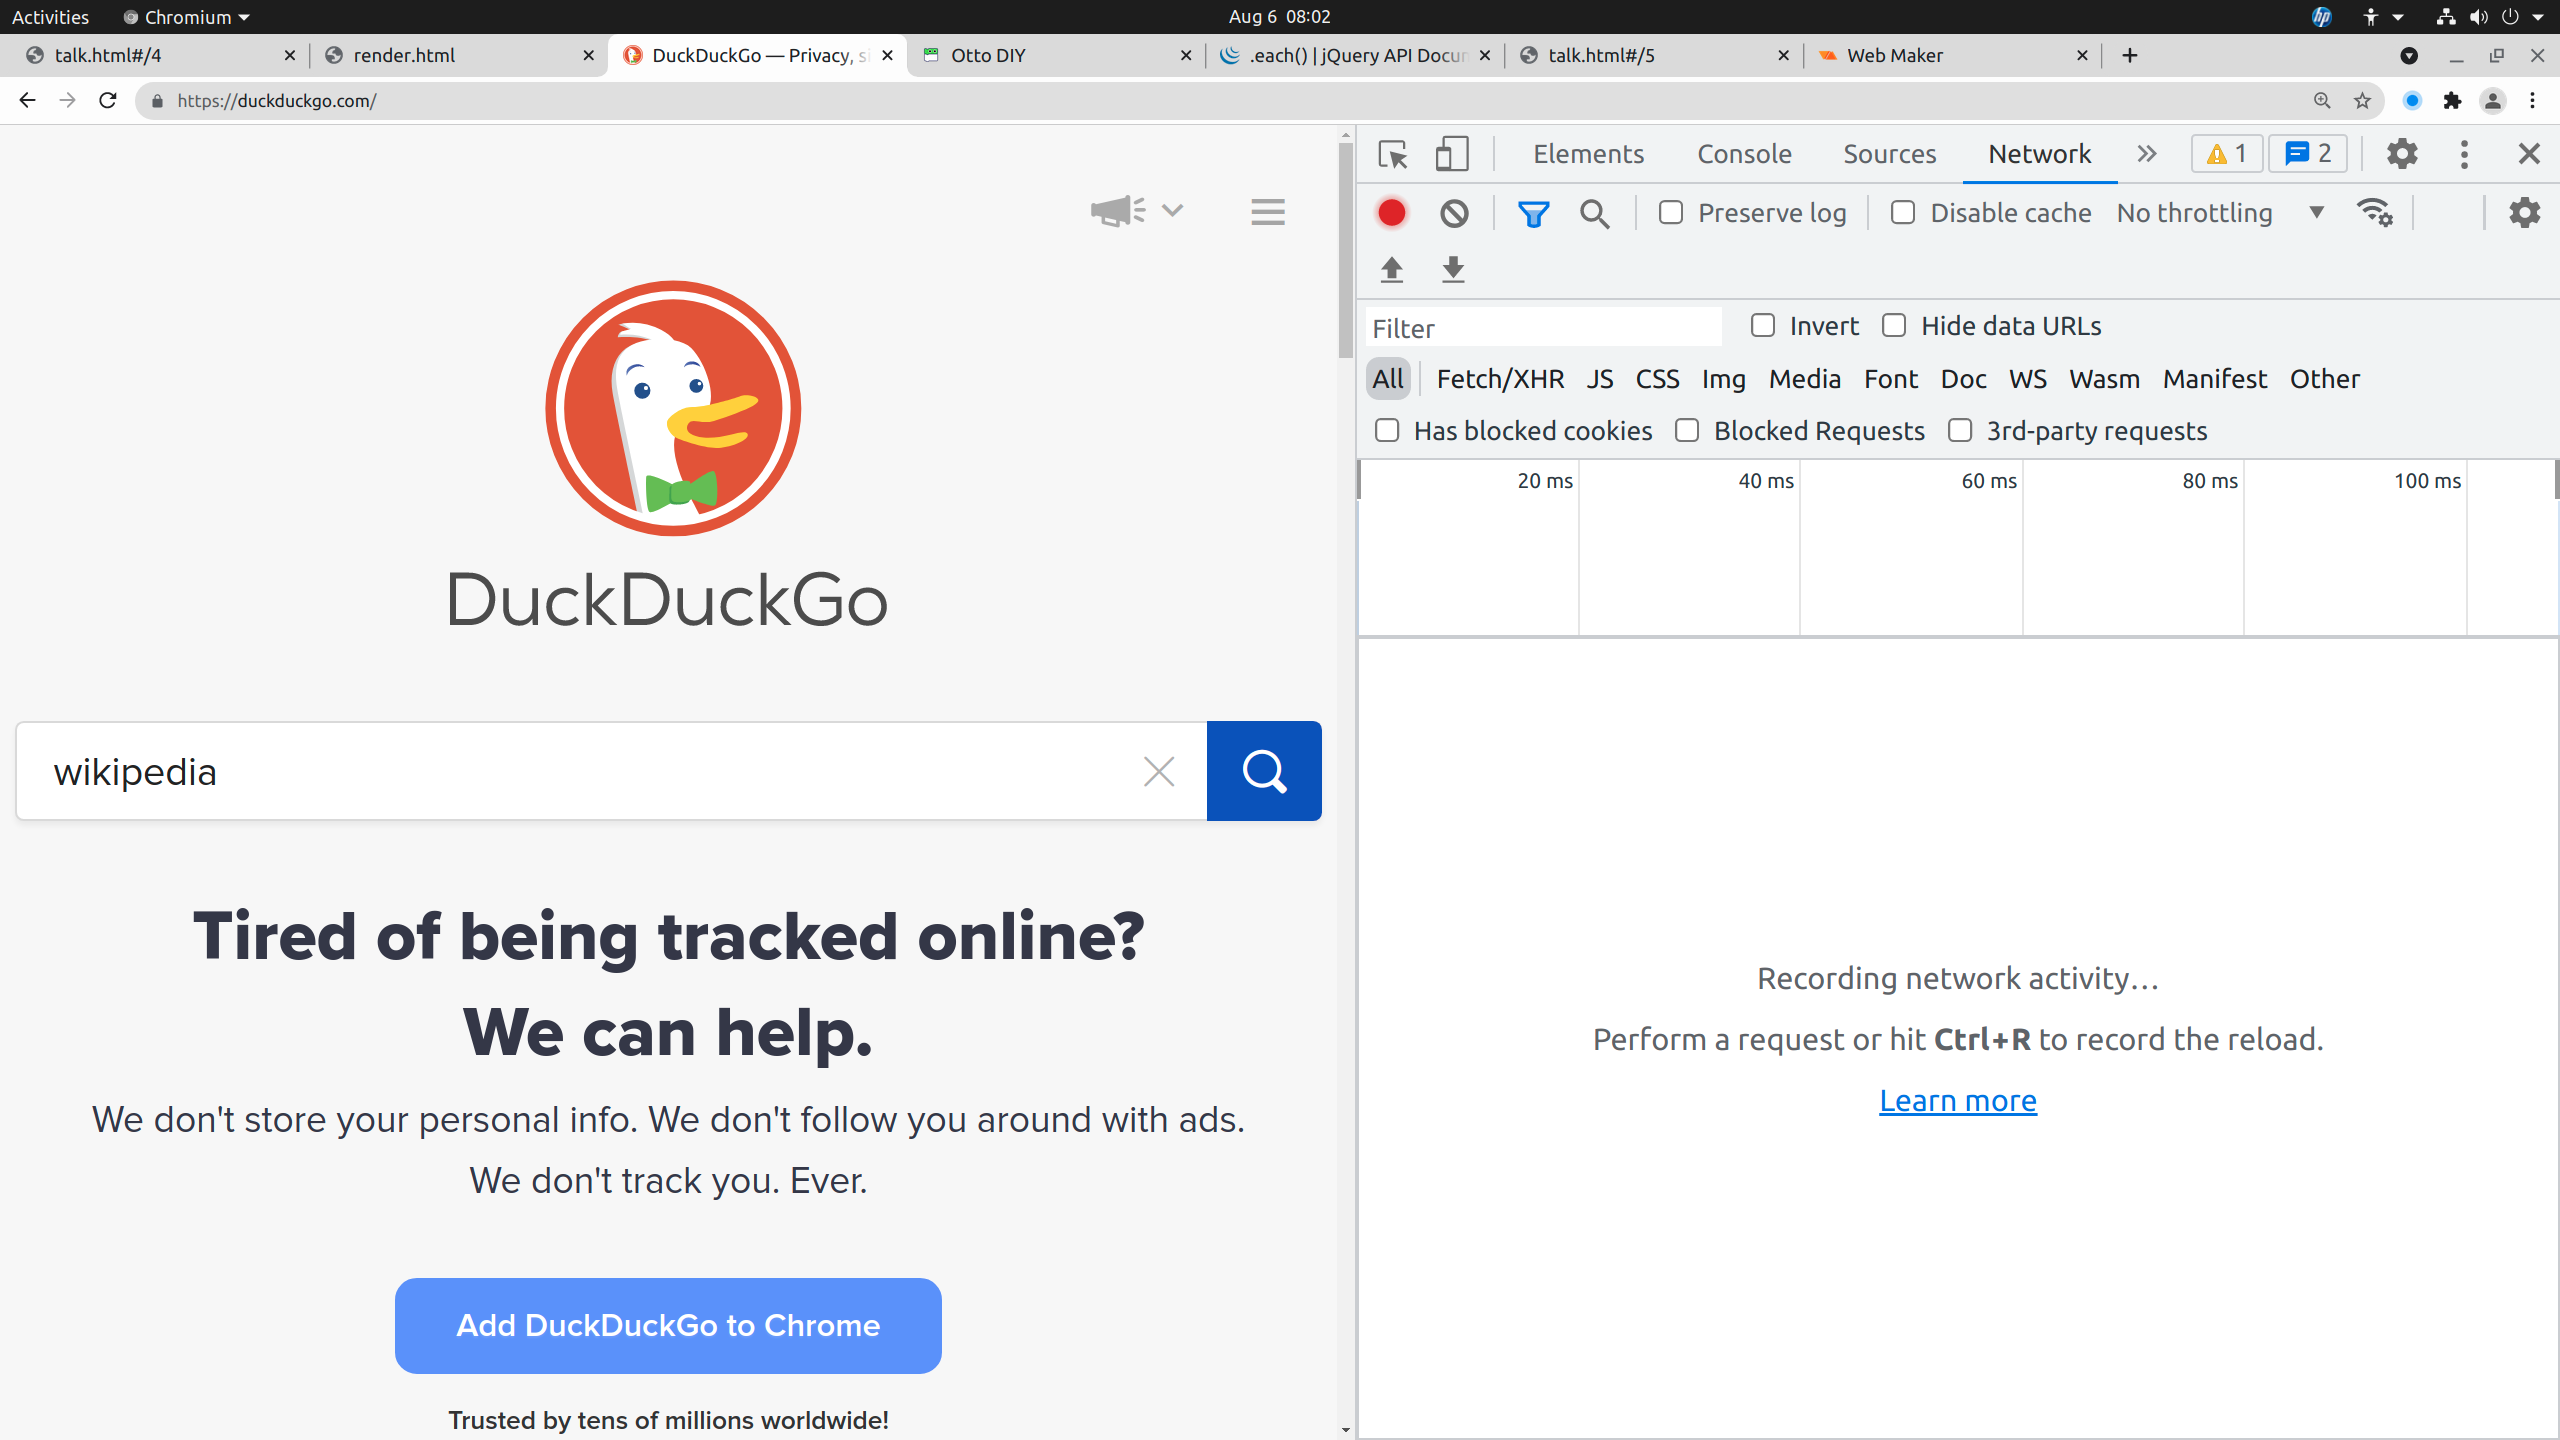 Activities Chromium Aug 6 08:02
talk.html#/4 render.html DuckDuckGo — Privacy, si Otto DIY .each() | jQuery API Docum talk.html#/5 Web Maker
https://duckduckgo.com/
Elements Console Sources Network 1 2
Preserve log Disable cache No throttling
Filter Invert Hide data URLs
All Fetch/XHR JS CSS Img Media Font Doc WS Wasm Manifest Other
Has blocked cookies Blocked Requests 3rd-party requests
20 ms 40 ms 60 ms 80 ms 100 ms
Recording network activity…
Perform a request or hit Ctrl+R to record the reload.
Learn more
DuckDuckGo
wikipedia
Tired of being tracked online?
We can help.
We don't store your personal info. We don't follow you around with ads.
We don't track you. Ever.
Add DuckDuckGo to Chrome
Trusted by tens of millions worldwide!
hp